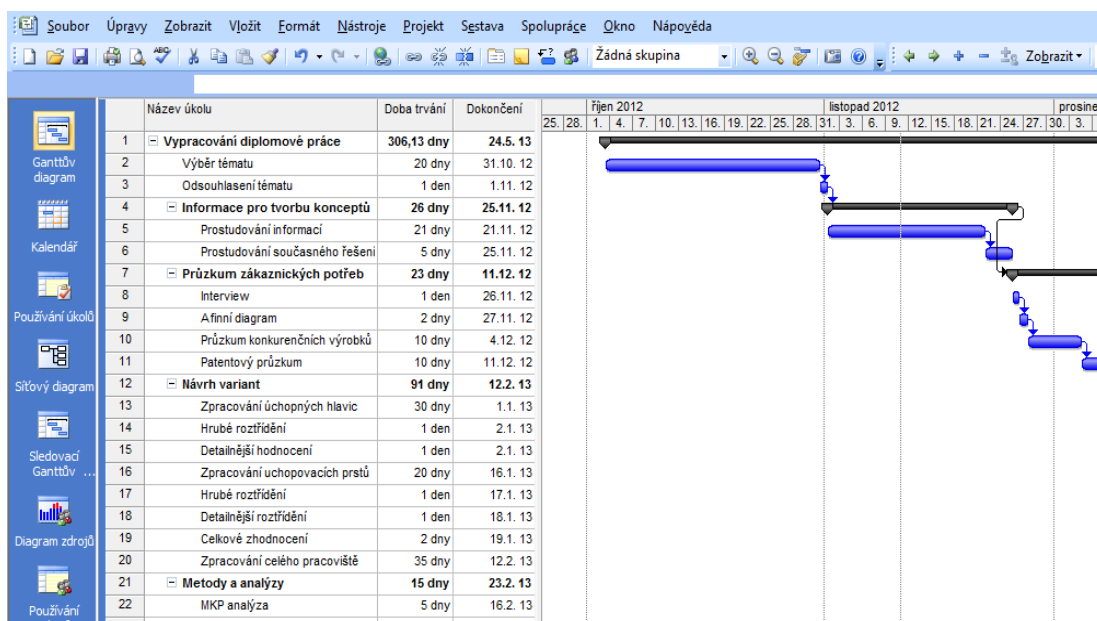 Soubor Úpravy Zobrazit Vložit Formát Nástroje Projekt Sestava Spolupráce Okno Nápověda
ABC Žádná skupina Zobrazit
Název úkolu Doba trvání Dokončení říjen 2012 listopad 2012 prosine
25. 28. 1. 4. 7. 10. 13. 16. 19. 22. 25. 28. 31. 3. 6. 9. 12. 15. 18. 21. 24. 27. 30. 3.
1 Vypracování diplomové práce 306,13 dny 24.5. 13
2 Výběr tématu 20 dny 31.10. 12
3 Odsouhlasení tématu 1 den 1.11. 12
4 Informace pro tvorbu konceptů 26 dny 25.11. 12
5 Prostudování informací 21 dny 21.11. 12
6 Prostudování současného řešení 5 dny 25.11. 12
7 Průzkum zákaznických potřeb 23 dny 11.12. 12
8 Interview 1 den 26.11. 12
9 Afinní diagram 2 dny 27.11. 12
10 Průzkum konkurenčních výrobků 10 dny 4.12. 12
11 Patentový průzkum 10 dny 11.12. 12
12 Návrh variant 91 dny 12.2. 13
13 Zpracování úchopných hlavic 30 dny 1.1. 13
14 Hrubé roztřídění 1 den 2.1. 13
15 Detailnější hodnocení 1 den 2.1. 13
16 Zpracování uchopovacích prstů 20 dny 16.1. 13
17 Hrubé roztřídění 1 den 17.1. 13
18 Detailnější roztřídění 1 den 18.1. 13
19 Celkové zhodnocení 2 dny 19.1. 13
20 Zpracování celého pracoviště 35 dny 12.2. 13
21 Metody a analýzy 15 dny 23.2. 13
22 MKP analýza 5 dny 16.2. 13
Ganttův
diagram
Kalendář
Používání úkolů
Síťový diagram
Sledovací
Ganttův ...
Diagram zdrojů
Používání